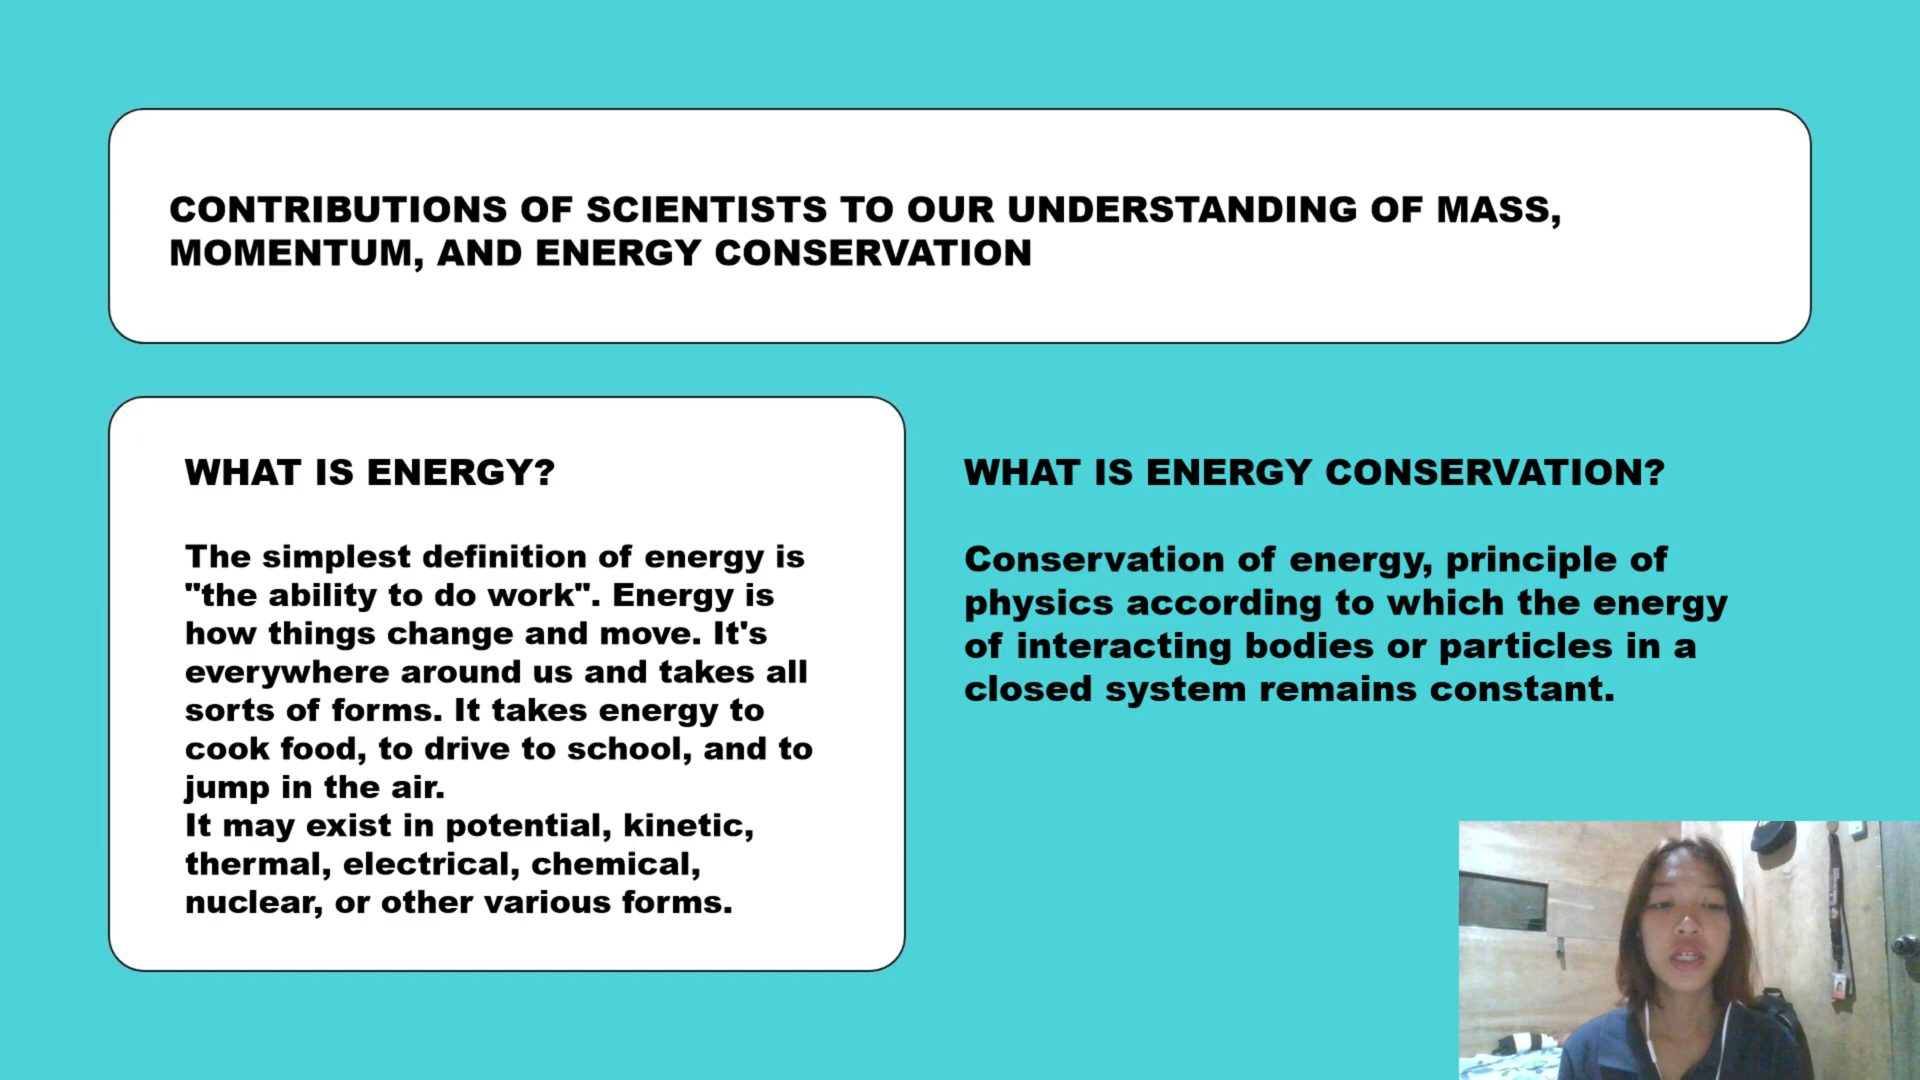 CONTRIBUTIONS OF SCIENTISTS TO OUR UNDERSTANDING OF MASS,
MOMENTUM, AND ENERGY CONSERVATION
WHAT IS ENERGY?
The simplest definition of energy is
"the ability to do work". Energy is
how things change and move. It's
everywhere around us and takes all
sorts of forms. It takes energy to
cook food, to drive to school, and to
jump in the air.
It may exist in potential, kinetic,
thermal, electrical, chemical,
nuclear, or other various forms.
WHAT IS ENERGY CONSERVATION?
Conservation of energy, principle of
physics according to which the energy
of interacting bodies or particles in a
closed system remains constant.